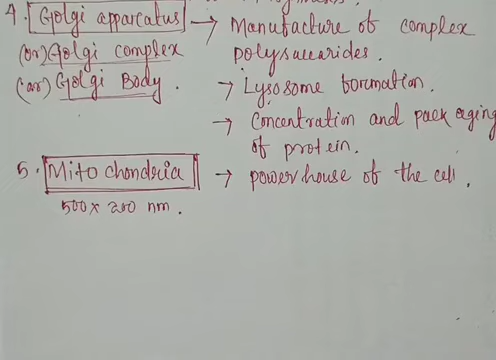 4. Golgi apparatus → Manufacture of complex
(or) Golgi complex polysaccarides.
(or) Golgi Body. → Lysosome formation.
→ Concentration and packaging
of protein.
5. Mitochondria → power house of the cell.
500 x 200 nm.